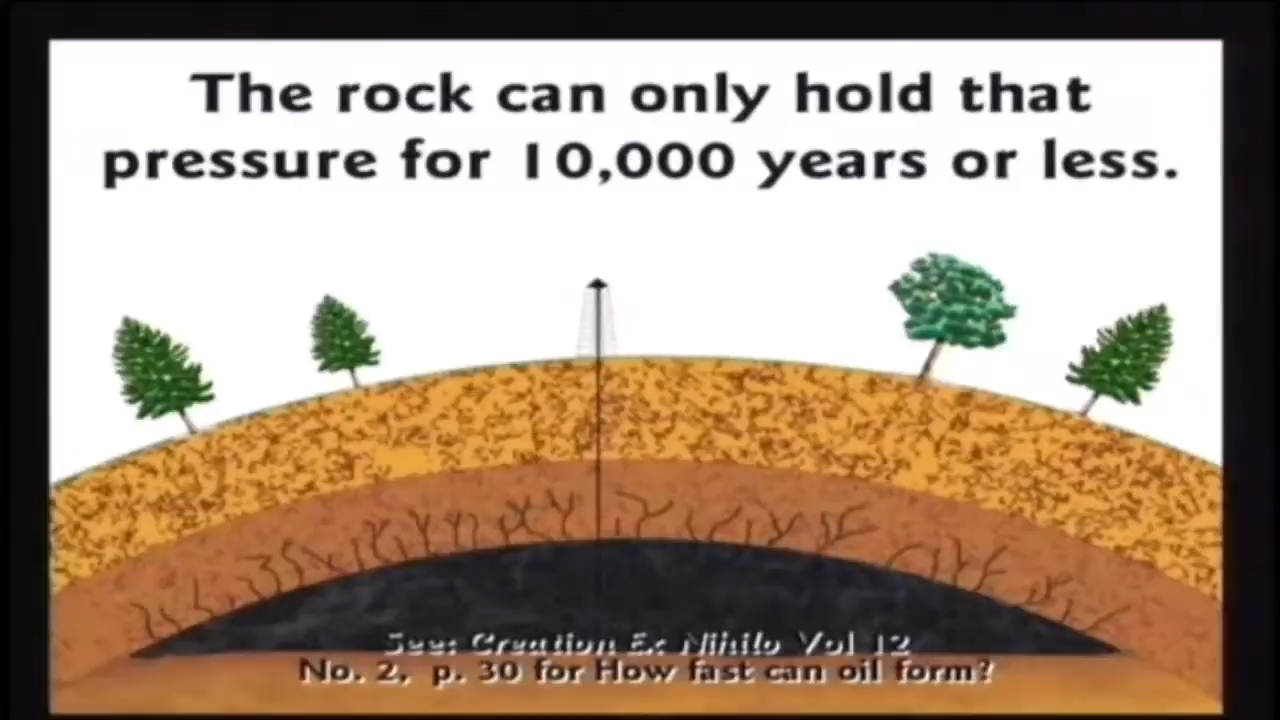 The rock can only hold that
pressure for 10,000 years or less.
See: Creation Ex Nihilo Vol 12
No. 2, p. 30 for How fast can oil form?